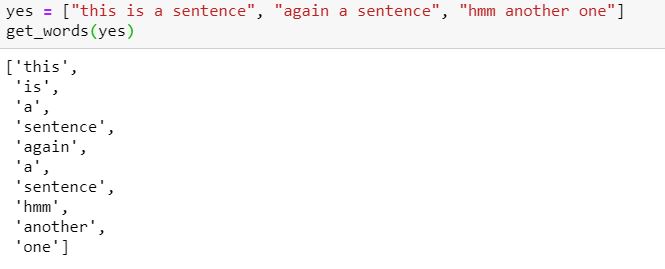 yes = ["this is a sentence", "again a sentence", "hmm another one"]
get_words(yes)
['this',
 'is',
 'a',
 'sentence',
 'again',
 'a',
 'sentence',
 'hmm',
 'another',
 'one']